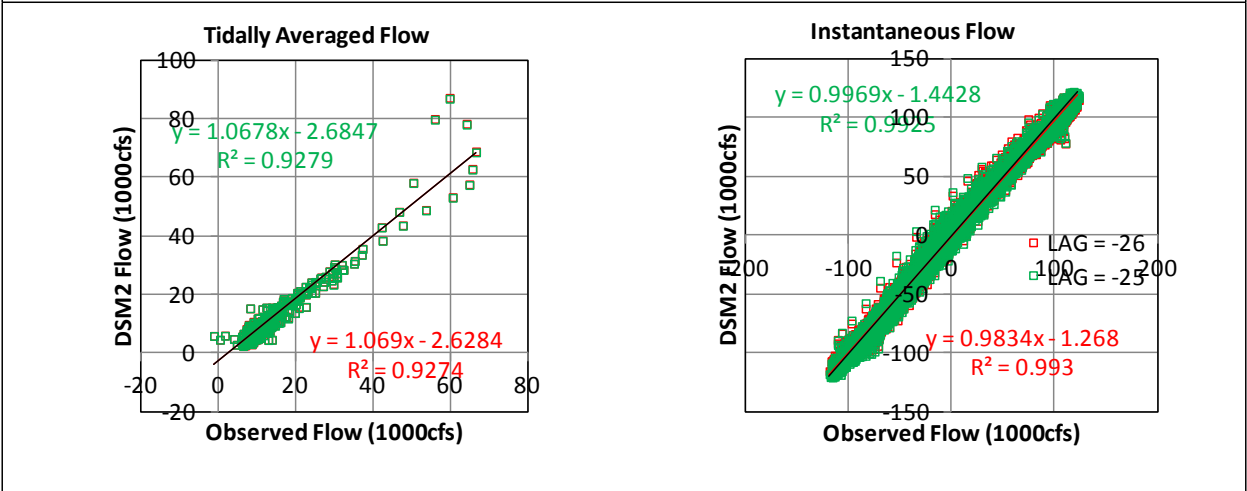 Tidally Averaged Flow
100
80
60
40
20
0
-20
-20 0 20 40 60 80
DSM2 Flow (1000cfs)
Observed Flow (1000cfs)
y = 1.0678x - 2.6847
R² = 0.9279
y = 1.069x - 2.6284
R² = 0.9274
Instantaneous Flow
150
100
50
0
-50
-100
-150
-200 -100 0 100 200
DSM2 Flow (1000cfs)
Observed Flow (1000cfs)
y = 0.9969x - 1.4428
R² = 0.9925
LAG = -26
LAG = -25
y = 0.9834x - 1.268
R² = 0.993